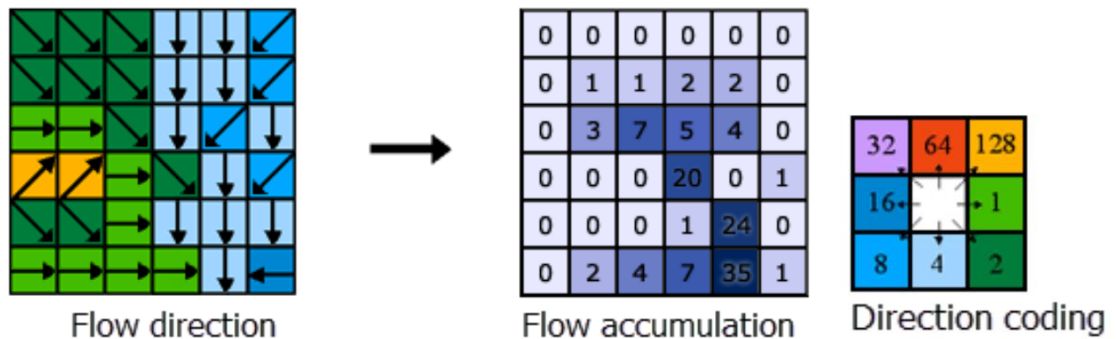 0 0 0 0 0 0
0 1 1 2 2 0
0 3 7 5 4 0
0 0 0 20 0 1
0 0 0 1 24 0
0 2 4 7 35 1
32 64 128
16 1
8 4 2
Flow direction
Flow accumulation
Direction coding